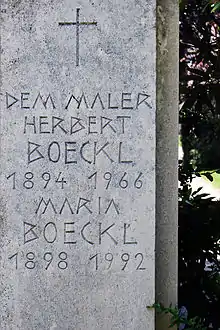 DEM MALER
HERBERT
BOECKL
1894 1966
MARIA
BOECKL
1898 1992